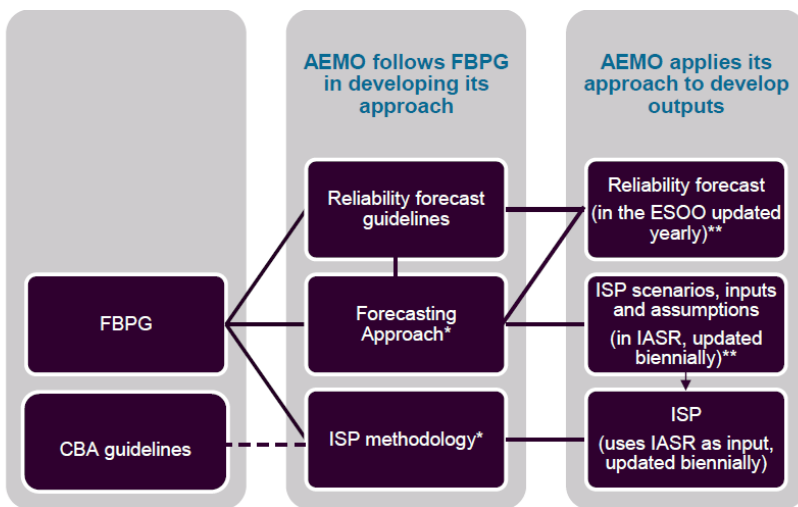 AEMO follows FBPG
in developing its
approach
AEMO applies its
approach to develop
outputs
Reliability forecast
guidelines
Reliability forecast
(in the ESOO updated
yearly)**
FBPG
Forecasting
Approach*
ISP scenarios, inputs
and assumptions
(in IASR, updated
biennially)**
CBA guidelines
ISP methodology*
ISP
(uses IASR as input,
updated biennially)